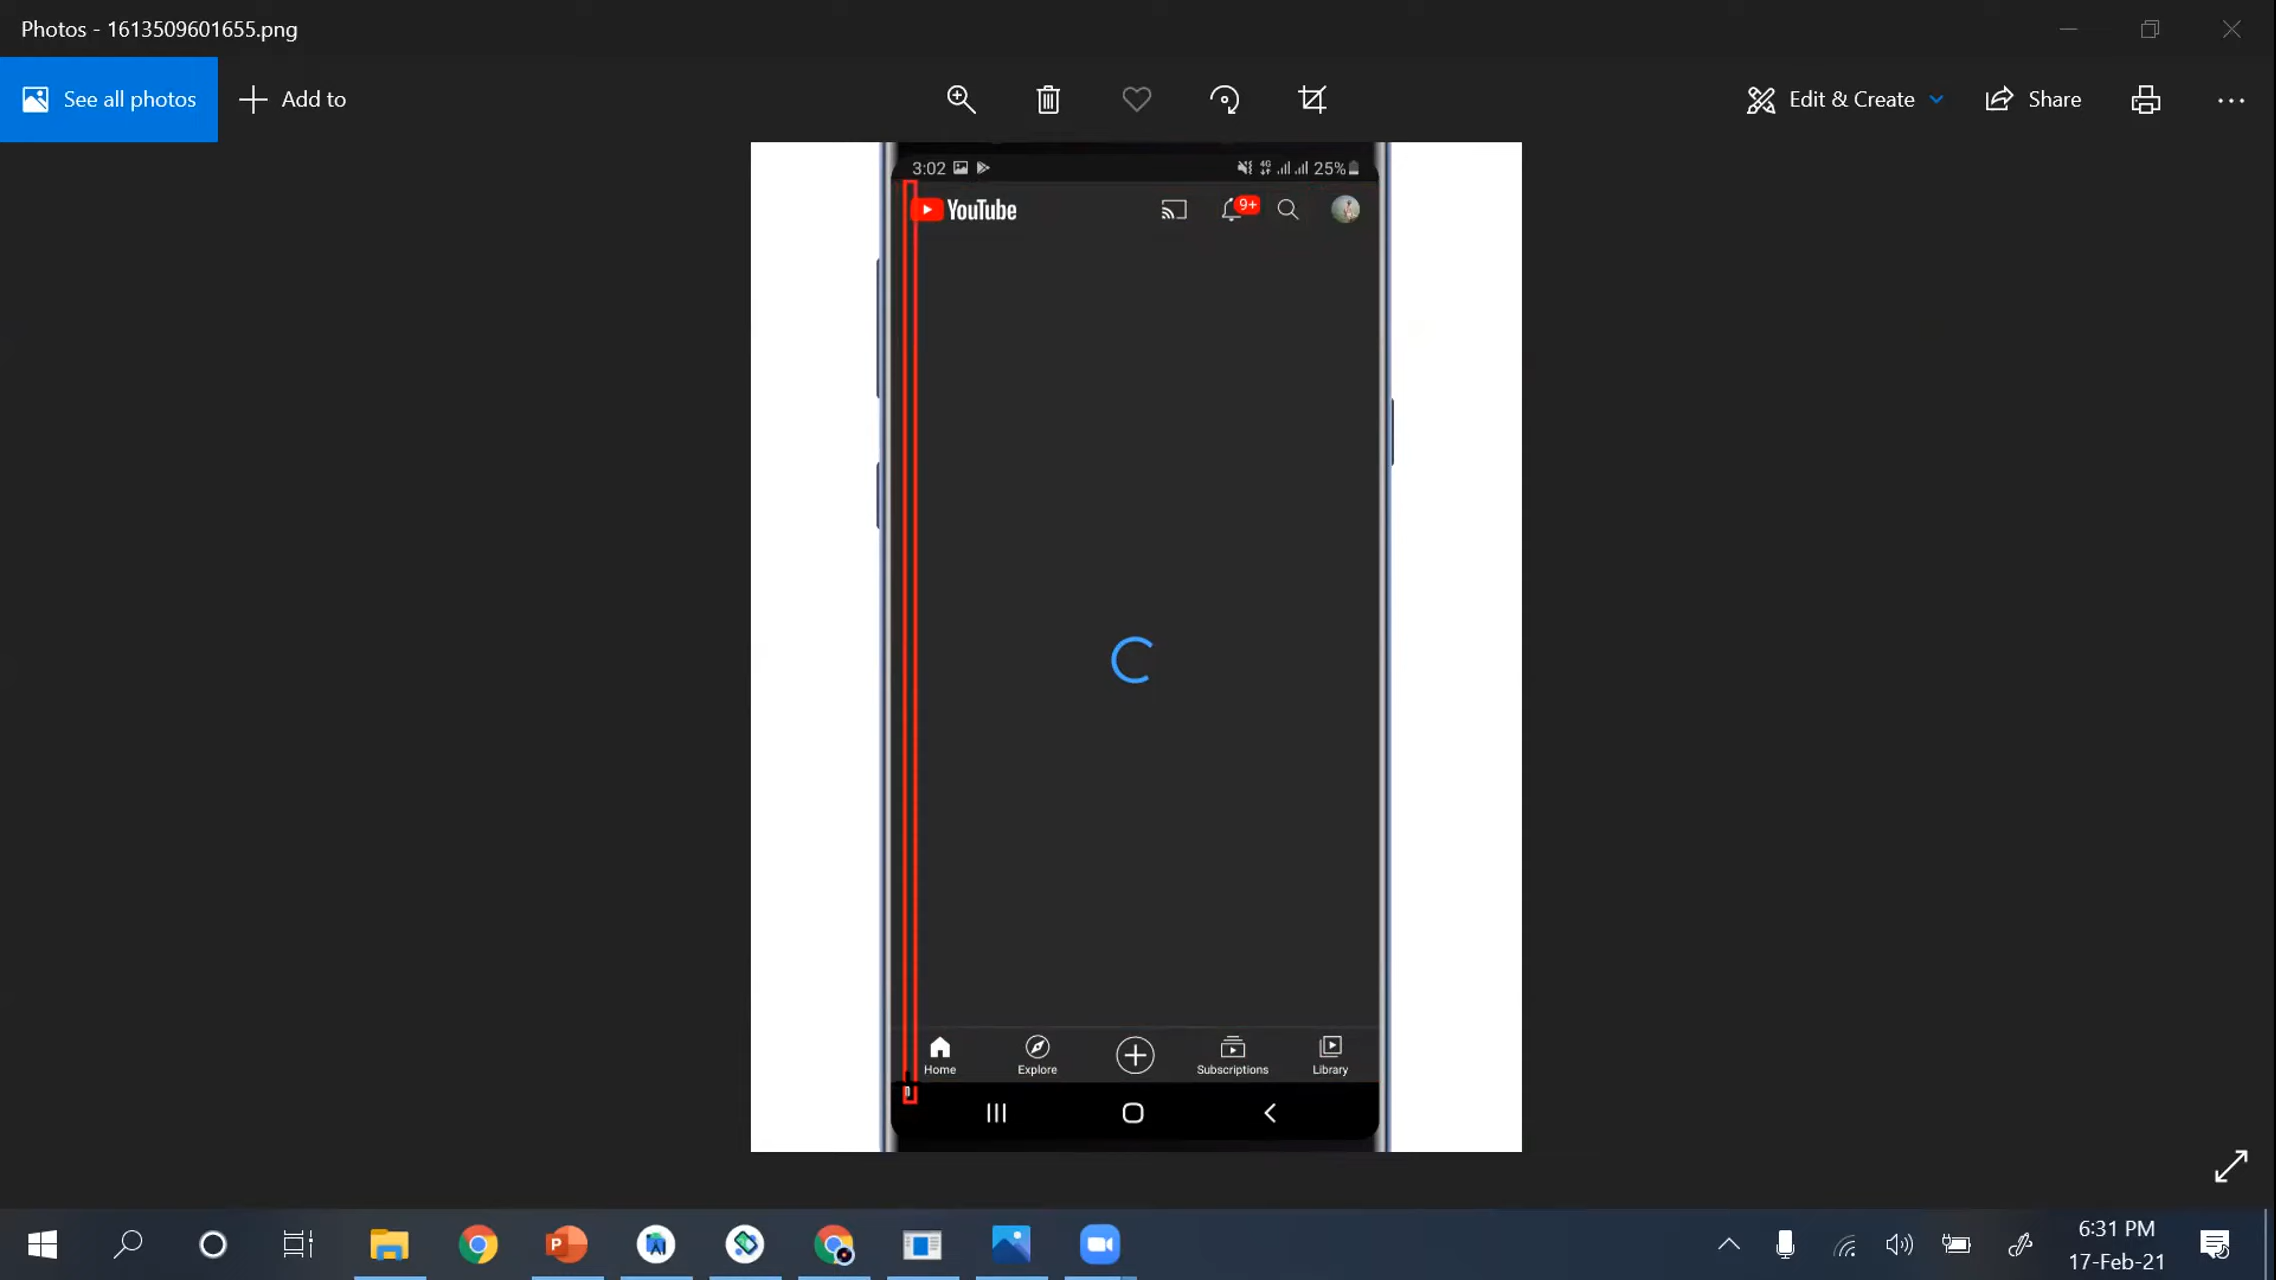 Photos - 1613509601655.png
See all photos
Add to
Edit & Create
Share
3:02
4G
25%
YouTube
9+
Home
Explore
Subscriptions
Library
6:31 PM
17-Feb-21